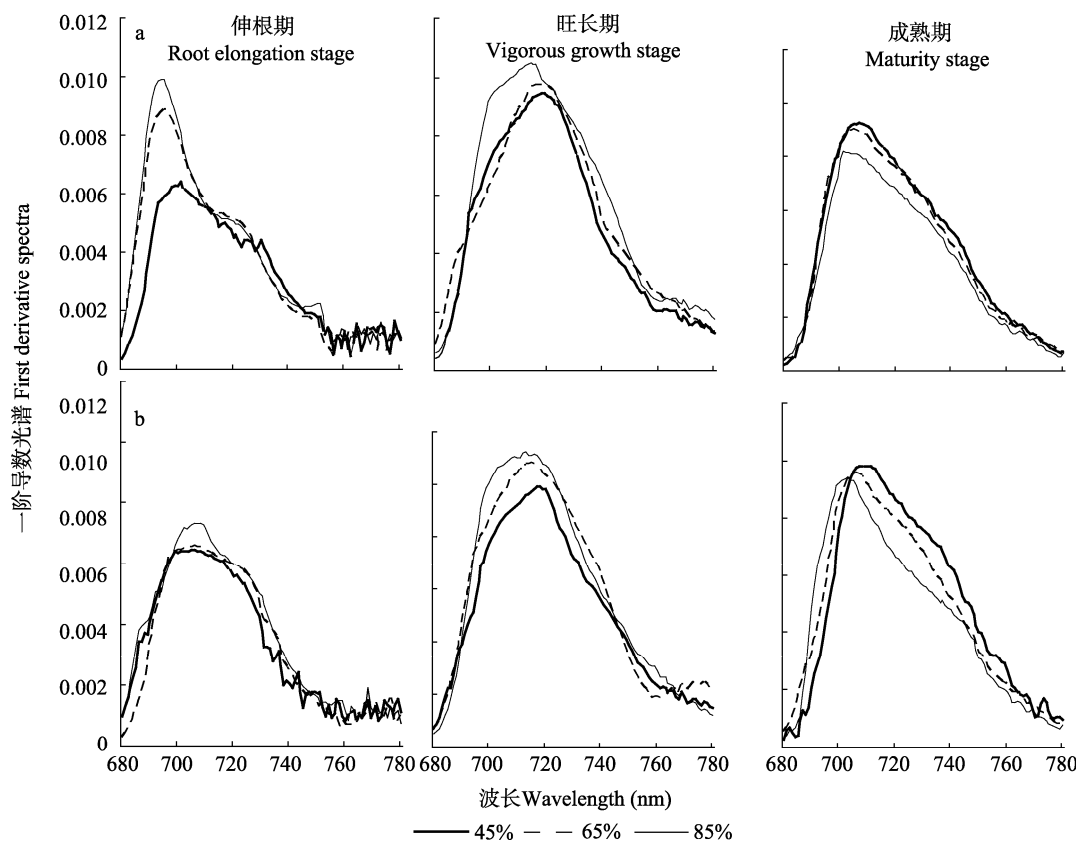 一阶导数光谱 First derivative spectra
a
伸根期
Root elongation stage
旺长期
Vigorous growth stage
成熟期
Maturity stage
0.012
0.010
0.008
0.006
0.004
0.002
0
b
0.012
0.010
0.008
0.006
0.004
0.002
0
680 700 720 740 760 780 680 700 720 740 760 780 680 700 720 740 760 780
波长Wavelength (nm)
45% 65% 85%